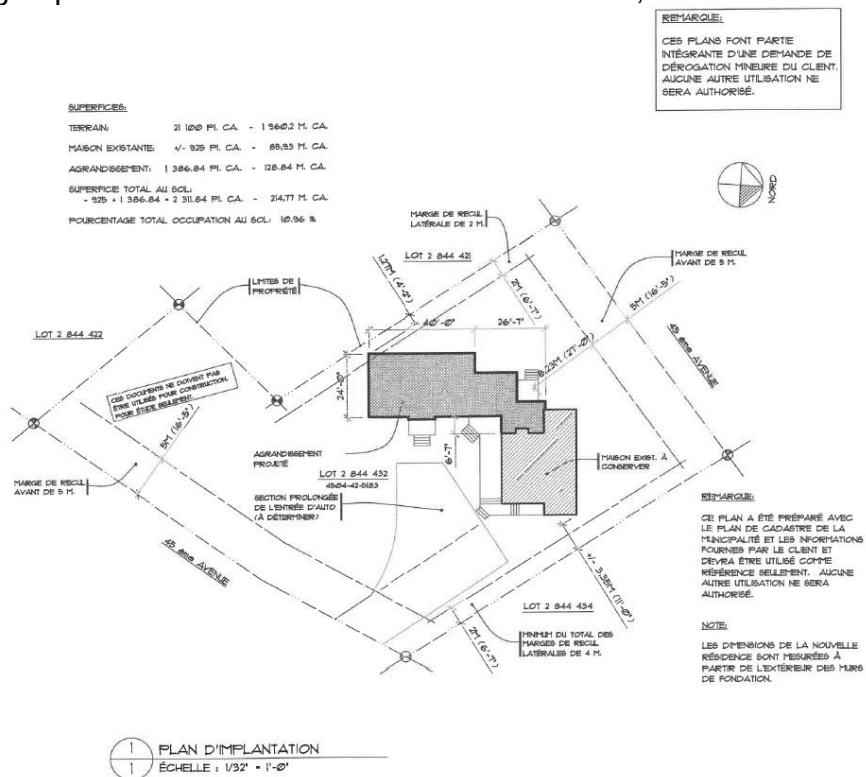 REMARQUE:
CES PLANS FONT PARTIE
INTÉGRANTE D'UNE DEMANDE DE
DÉROGATION MINEURE DU CLIENT.
AUCUNE AUTRE UTILISATION NE
SERA AUTHORISÉ.
SUPERFICIES:
TERRAIN: 21 100 PI. CA. - 1 960,2 M. CA.
MAISON EXISTANTE: +/- 925 PI. CA. - 85,93 M. CA.
AGRANDISSEMENT: 1 386.84 PI. CA. - 128.84 M. CA.
SUPERFICIE TOTAL AU SOL:
- 925 + 1 386.84 = 2 311.84 PI. CA. - 214,77 M. CA.
POURCENTAGE TOTAL OCCUPATION AU SOL: 10.96 %
NORD
MARGE DE RECUL
LATÉRALE DE 2 M.
LOT 2 844 421
MARGE DE RECUL
AVANT DE 5 M.
1.27M (4'-2")
2M (6'-7")
5M (16'-5")
LIMITES DE
PROPRIÉTÉ
LOT 2 844 422
40'-0"
26'-7"
8.23M (27'-0")
45 ème AVENUE
24'-0"
CES DOCUMENTS NE DOIVENT PAS
ÊTRE UTILISÉS POUR CONSTRUCTION.
POUR ÉTUDE SEULEMENT.
5M (16'-5")
AGRANDISSEMENT
PROJETÉ
MAISON EXIST. À
CONSERVER
MARGE DE RECUL
AVANT DE 5 M.
LOT 2 844 432
4504-42-5183
SECTION PROLONGÉE
DE L'ENTRÉE D'AUTO
(À DÉTERMINER)
45 ème AVENUE
+/- 3.35M (11'-0")
LOT 2 844 434
2M (6'-7")
MINIMUM DU TOTAL DES
MARGES DE RECUL
LATÉRALES DE 4 M.
REMARQUE:
CE PLAN A ÉTÉ PRÉPARÉ AVEC
LE PLAN DE CADASTRE DE LA
MUNICIPALITÉ ET LES INFORMATIONS
FOURNIES PAR LE CLIENT ET
DEVRA ÊTRE UTILISÉ COMME
RÉFÉRENCE SEULEMENT. AUCUNE
AUTRE UTILISATION NE SERA
AUTHORISÉE.
NOTE:
LES DIMENSIONS DE LA NOUVELLE
RÉSIDENCE SONT MESURÉES À
PARTIR DE L'EXTÉRIEUR DES MURS
DE FONDATION.
1
1
PLAN D'IMPLANTATION
ÉCHELLE : 1/32" = 1'-0"